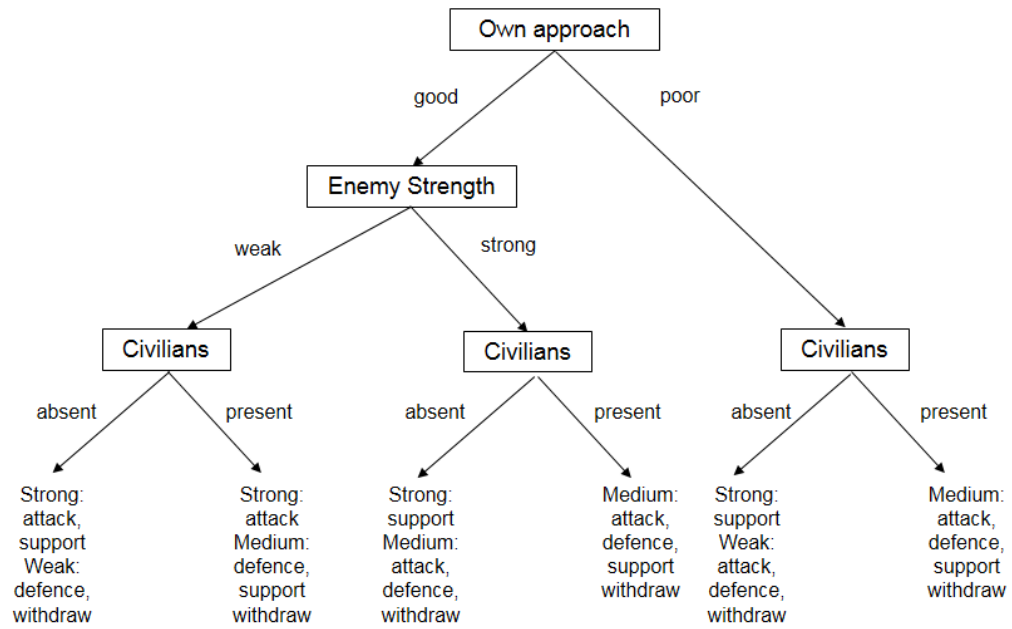 Own approach
good
poor
Enemy Strength
weak
strong
Civilians
Civilians
Civilians
absent
present
absent
present
absent
present
Strong:
attack,
support
Weak:
defence,
withdraw
Strong:
attack
Medium:
defence,
support
withdraw
Strong:
support
Medium:
attack,
defence,
withdraw
Medium:
attack,
defence,
support
withdraw
Strong:
support
Weak:
attack,
defence,
withdraw
Medium:
attack,
defence,
support
withdraw